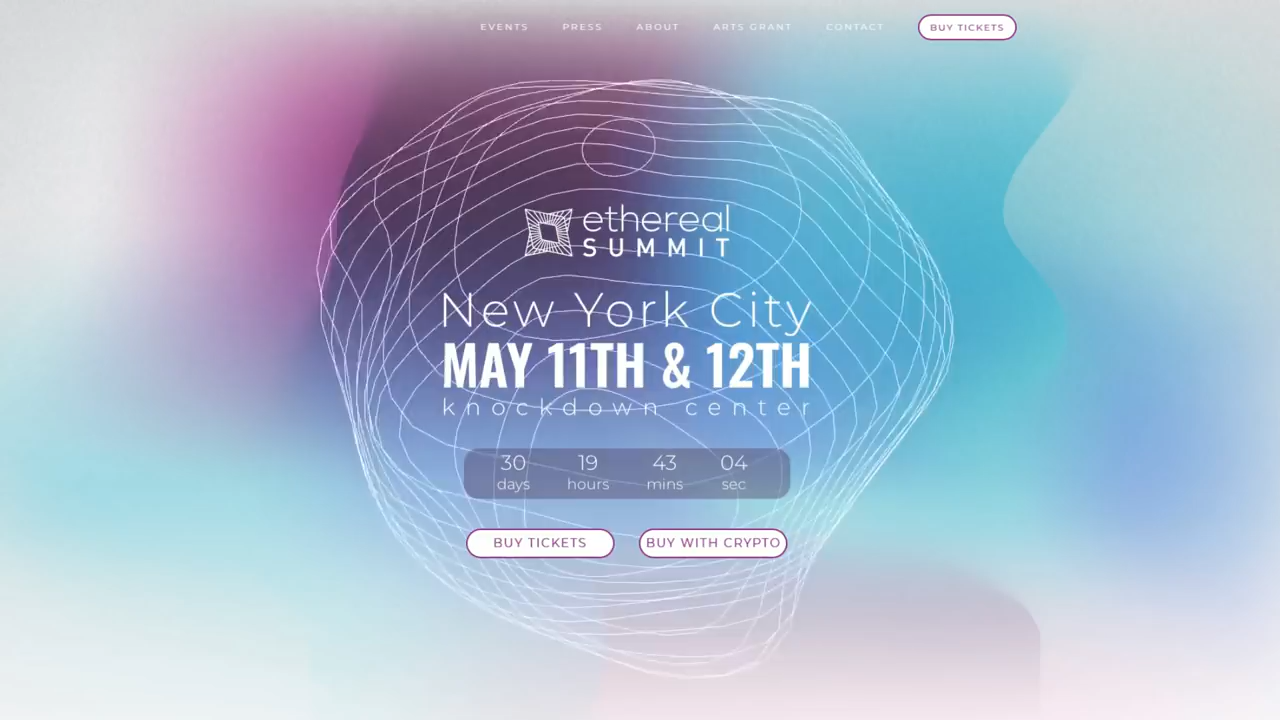 EVENTS PRESS ABOUT ARTS GRANT CONTACT BUY TICKETS
ethereal
SUMMIT
New York City
MAY 11TH & 12TH
knockdown center
30 19 43 04
days hours mins sec
BUY TICKETS BUY WITH CRYPTO